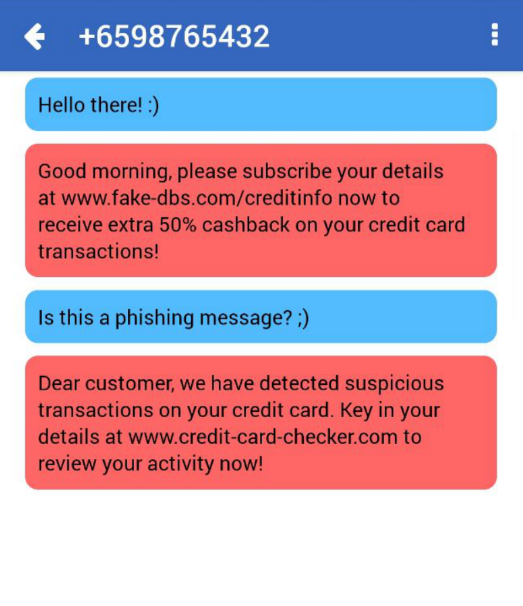 +6598765432
Hello there! :)
Good morning, please subscribe your details
at www.fake-dbs.com/creditinfo now to
receive extra 50% cashback on your credit card
transactions!
Is this a phishing message? ;)
Dear customer, we have detected suspicious
transactions on your credit card. Key in your
details at www.credit-card-checker.com to
review your activity now!